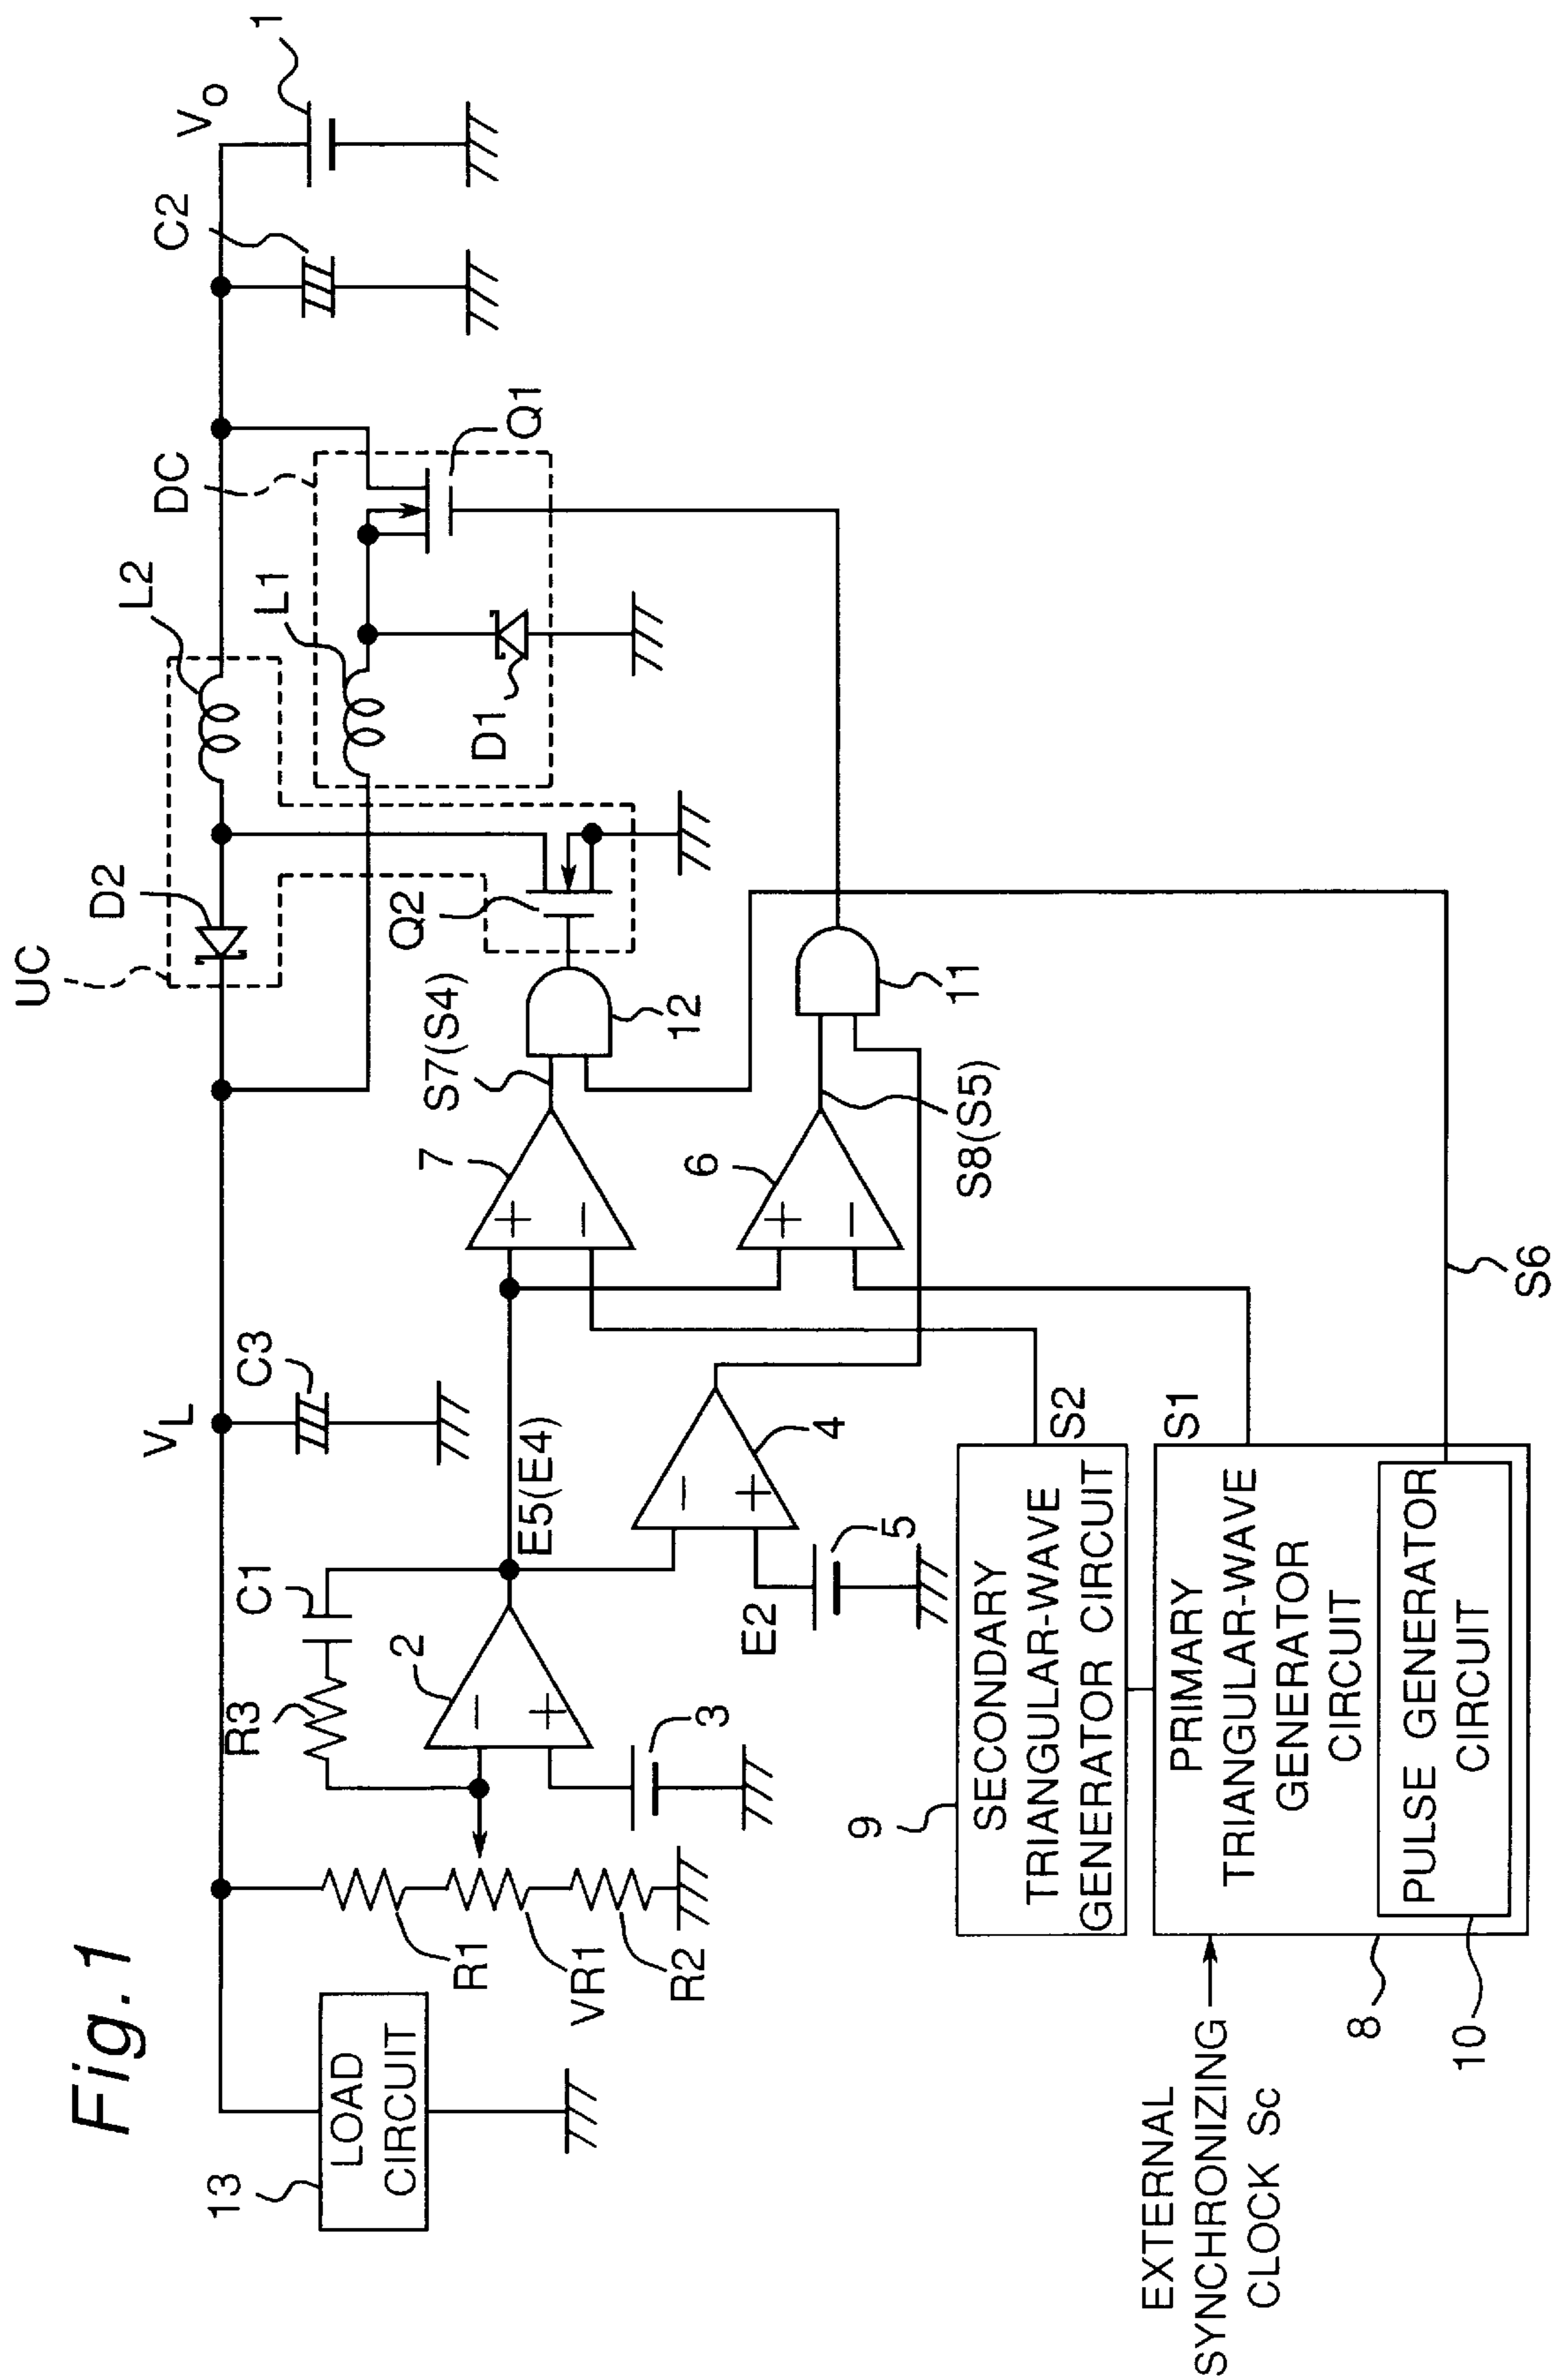 Fig.1
13
LOAD
CIRCUIT
R1
VR1
R2
R3
C1
2
3
E5(E4)
VL
C3
4
5
E2
UC
D2
L2
DC
L1
D1
Q1
Q2
C2
VO
1
7
S7(S4)
12
6
S8(S5)
11
9
SECONDARY
TRIANGULAR-WAVE
GENERATOR CIRCUIT
S2
PRIMARY
TRIANGULAR-WAVE
GENERATOR
CIRCUIT
S1
PULSE GENERATOR
CIRCUIT
S6
8
10
EXTERNAL
SYNCHRONIZING
CLOCK Sc